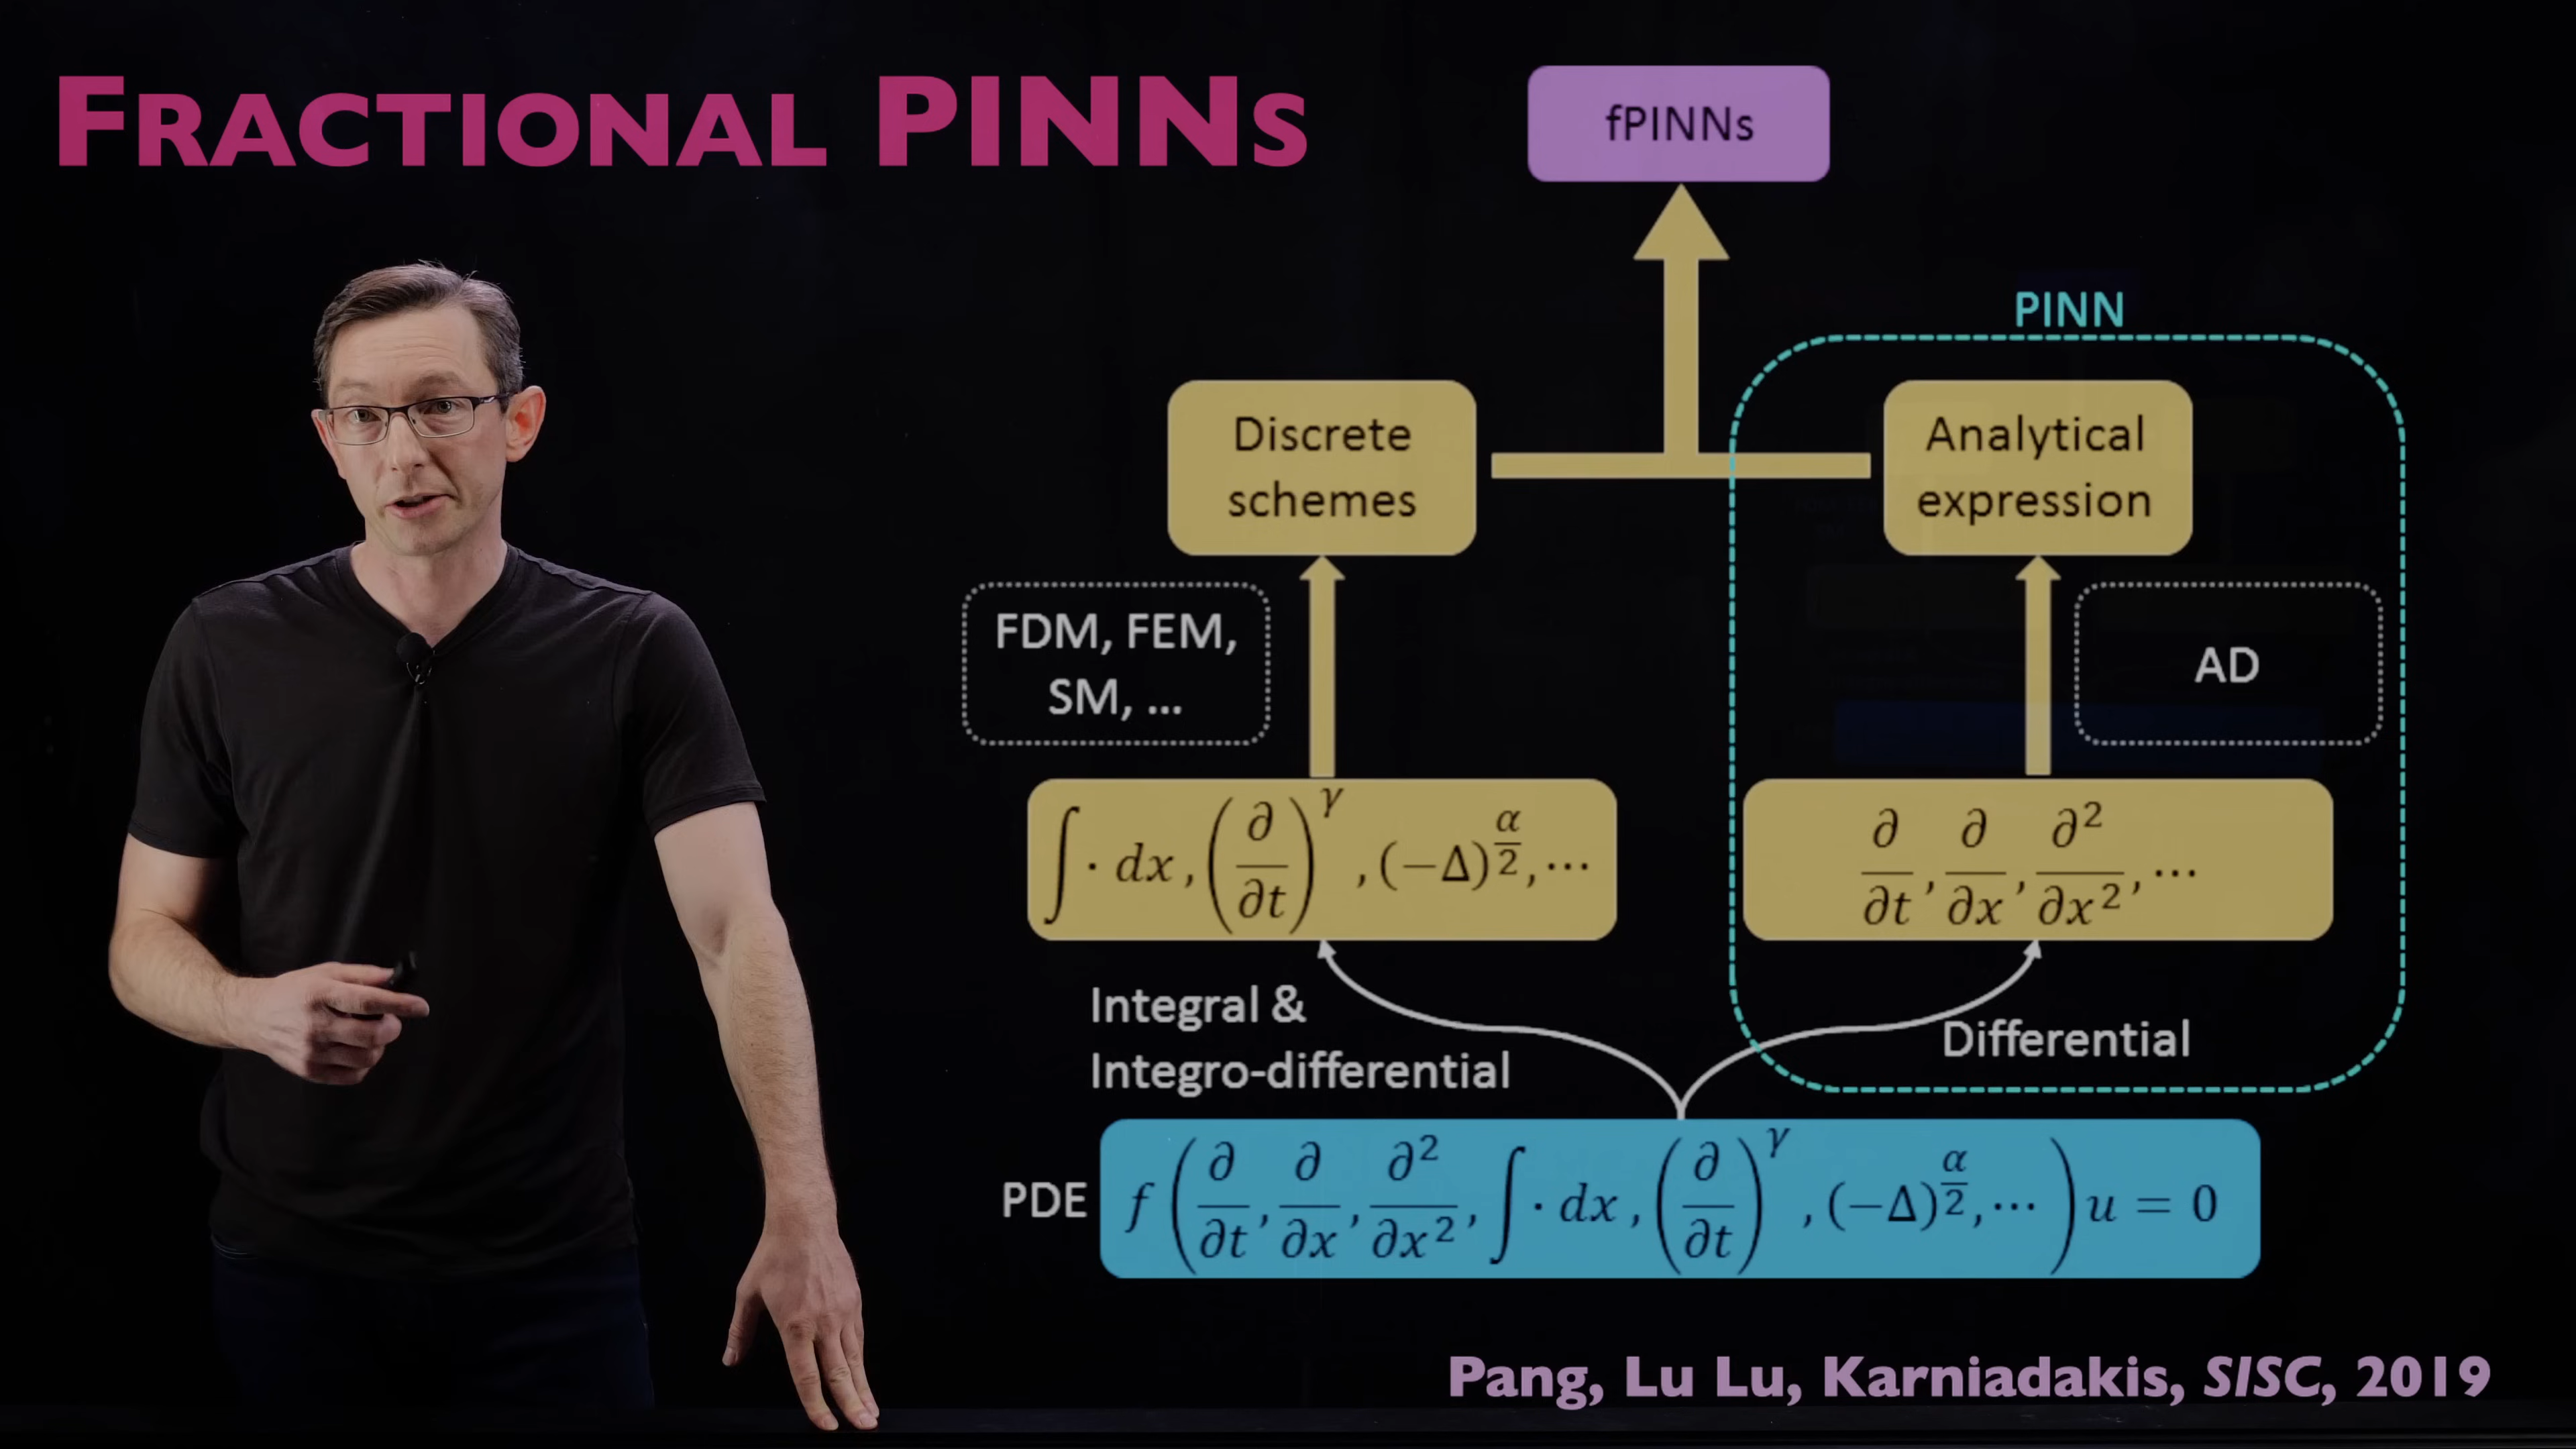 FRACTIONAL PINNS
fPINNs
PINN
Discrete
schemes
Analytical
expression
FDM, FEM,
SM, ...
AD
∫· dx, (∂/∂t)^γ, (−Δ)^(α/2), ⋯
∂/∂t, ∂/∂x, ∂²/∂x², ⋯
Integral &
Integro-differential
Differential
PDE
f(∂/∂t, ∂/∂x, ∂²/∂x², ∫· dx, (∂/∂t)^γ, (−Δ)^(α/2), ⋯)u = 0
Pang, Lu Lu, Karniadakis, SISC, 2019